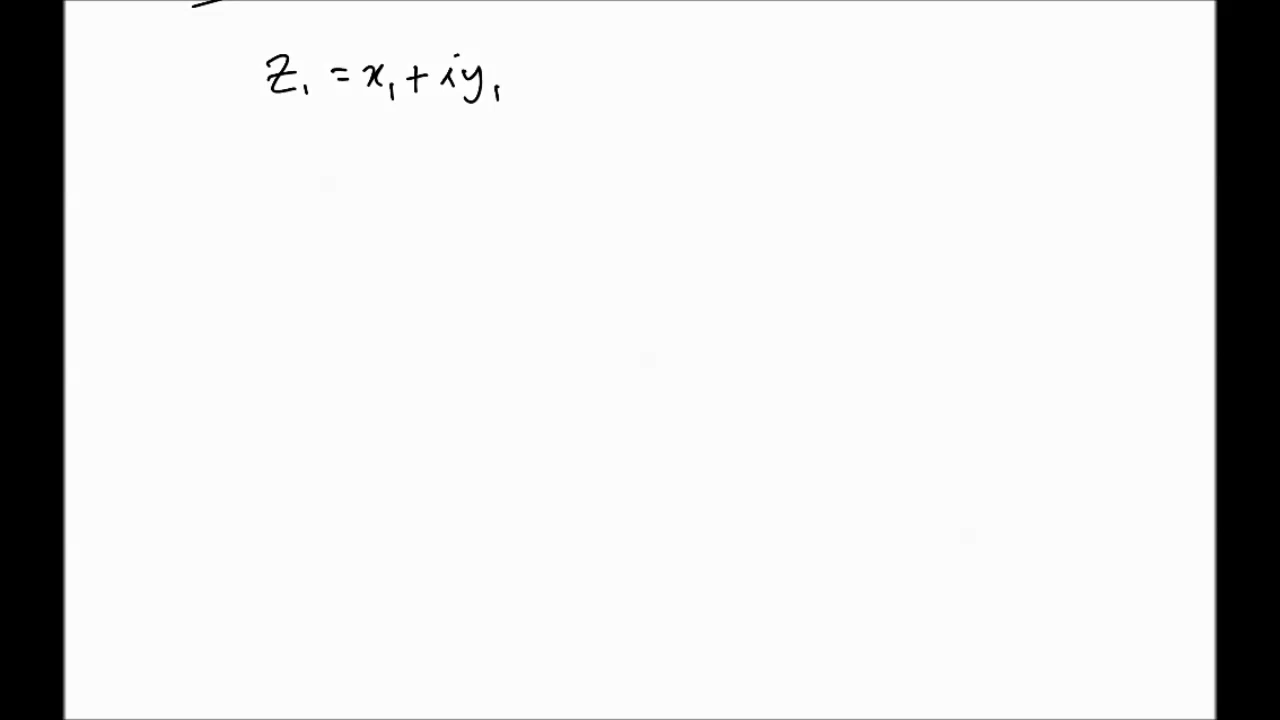 z₁ = x₁ + iy₁